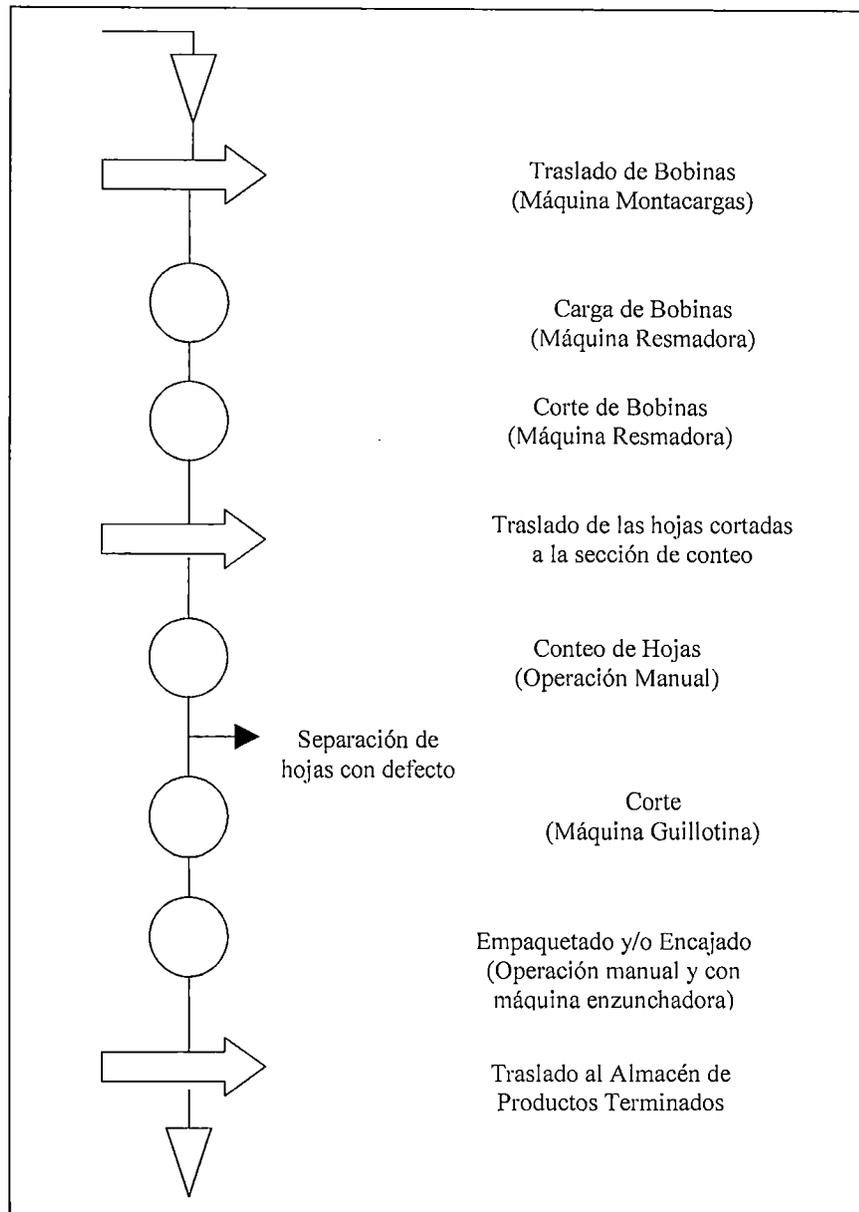 Traslado de Bobinas
(Máquina Montacargas)
Carga de Bobinas
(Máquina Resmadora)
Corte de Bobinas
(Máquina Resmadora)
Traslado de las hojas cortadas
a la sección de conteo
Conteo de Hojas
(Operación Manual)
Separación de
hojas con defecto
Corte
(Máquina Guillotina)
Empaquetado y/o Encajado
(Operación manual y con
máquina enzunchadora)
Traslado al Almacén de
Productos Terminados